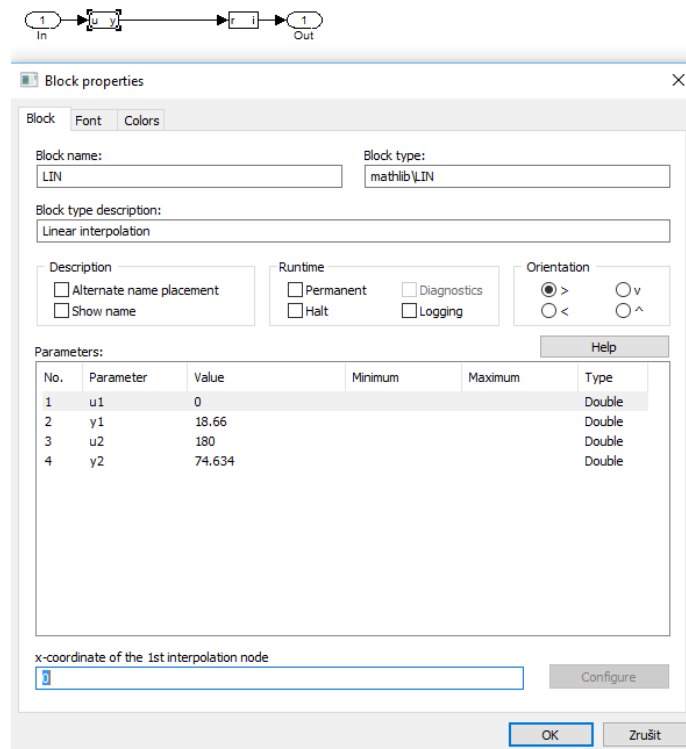 1 u y r i 1
In Out
Block properties
Block Font Colors
Block name: Block type:
LIN mathlib\LIN
Block type description:
Linear interpolation
Description Runtime Orientation
Alternate name placement Permanent Diagnostics > v
Show name Halt Logging < ^
Parameters: Help
No. Parameter Value Minimum Maximum Type
1 u1 0 Double
2 y1 18.66 Double
3 u2 180 Double
4 y2 74.634 Double
x-coordinate of the 1st interpolation node
0 Configure
OK Zrušit